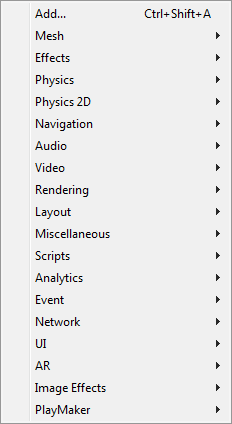 Add... Ctrl+Shift+A
Mesh
Effects
Physics
Physics 2D
Navigation
Audio
Video
Rendering
Layout
Miscellaneous
Scripts
Analytics
Event
Network
UI
AR
Image Effects
PlayMaker